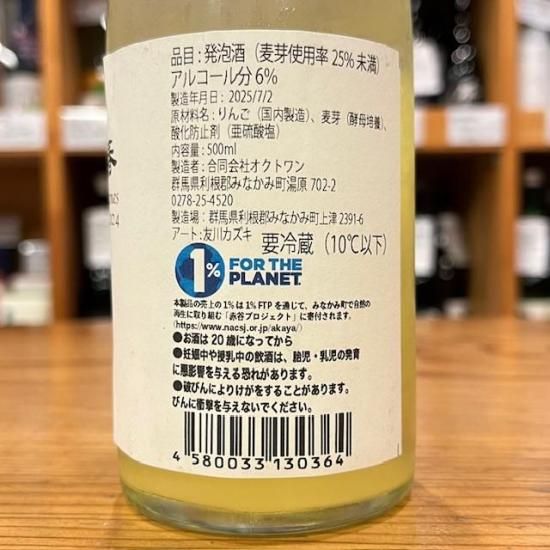 品目：発泡酒（麦芽使用率25%未満）
アルコール分6%
製造年月日：2025/7/2
原材料名：りんご（国内製造）、麦芽（酵母培養）、
酸化防止剤（亜硫酸塩）
内容量：500ml
製造者：合同会社オクトワン
群馬県利根郡みなかみ町湯原 702-2
0278-25-4520
製造場：群馬県利根郡みなかみ町上津 2391-6
アート：友川カズキ 要冷蔵（10℃以下）
1% FOR THE
PLANET
本製品の売上の1%は1% FTPを通じて、みなかみ町で自然の
再生に取り組む「赤谷プロジェクト」に寄付されます。
(https://www.nacsj.or.jp/akaya/)
●お酒は20歳になってから
●妊娠中や授乳中の飲酒は、胎児・乳児の発育
に悪影響を与える恐れがあります。
●破びんによりけがをすることがあります。
びんに衝撃を与えないでください。
4 580033 130364